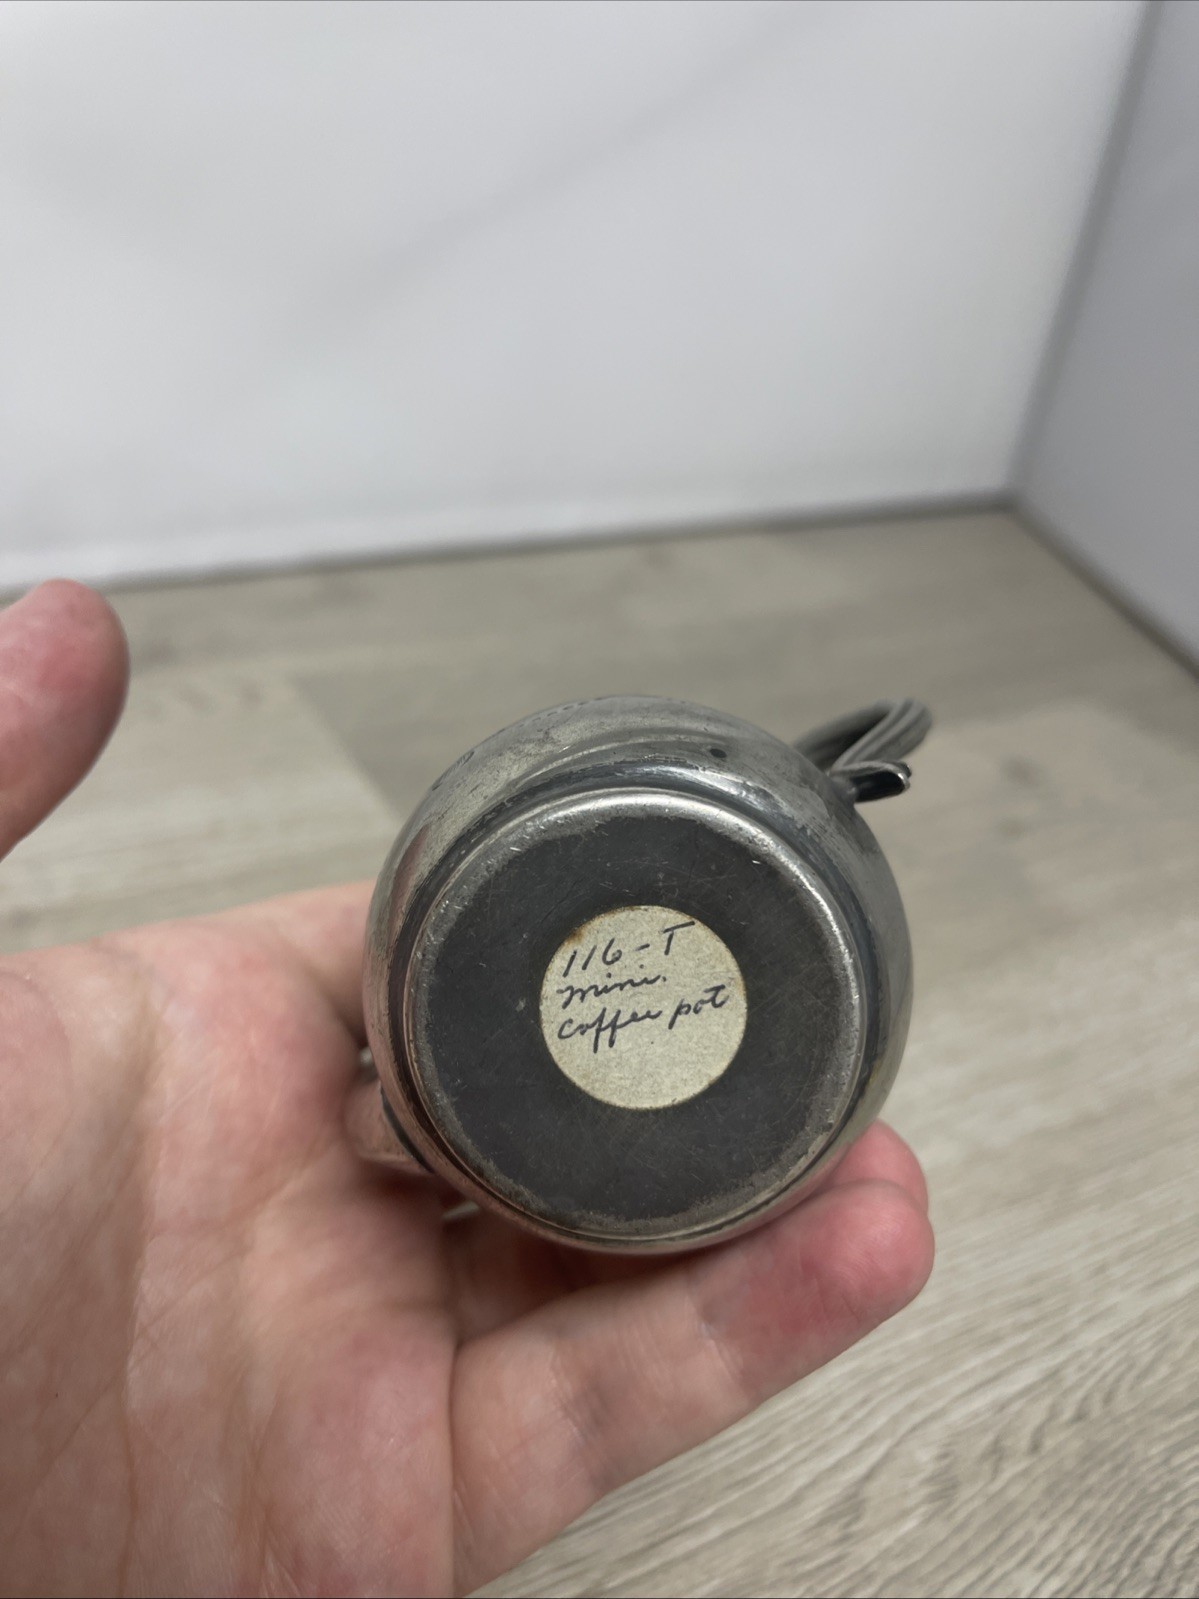 116-T
mini.
coffee pot